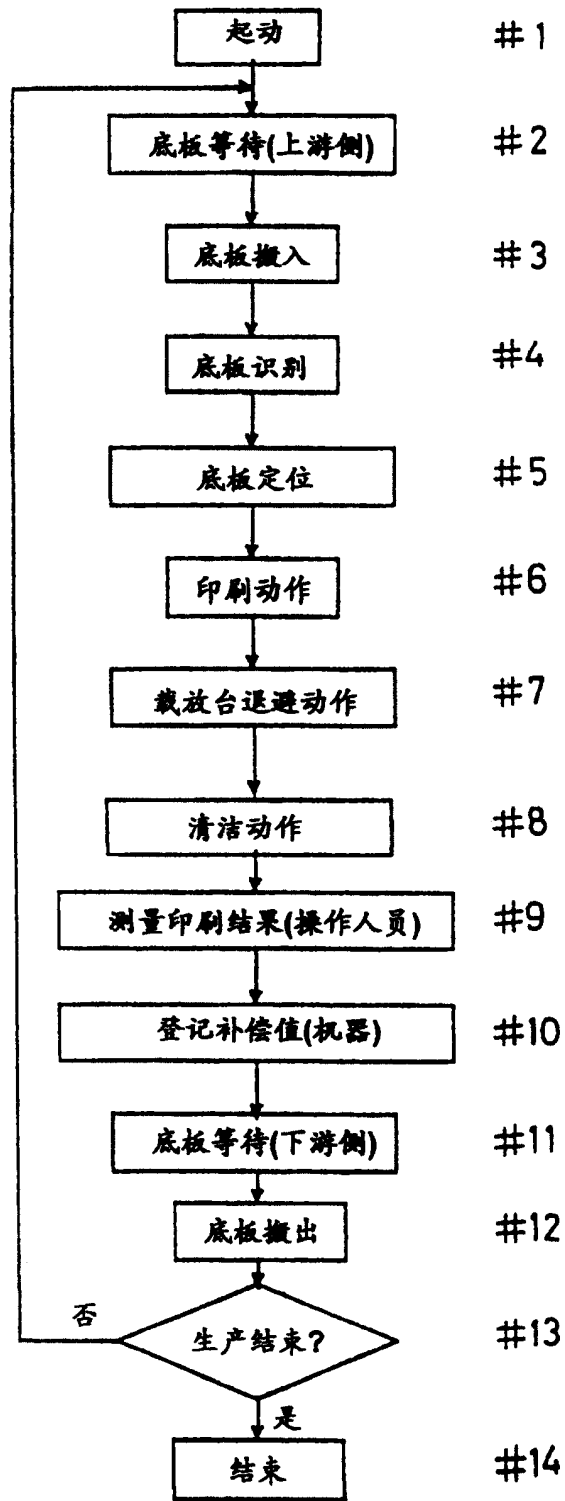 起动 #1
底板等待(上游侧) #2
底板搬入 #3
底板识别 #4
底板定位 #5
印刷动作 #6
载放台退避动作 #7
清洁动作 #8
测量印刷结果(操作人员) #9
登记补偿值(机器) #10
底板等待(下游侧) #11
底板搬出 #12
否
生产结束? #13
是
结束 #14